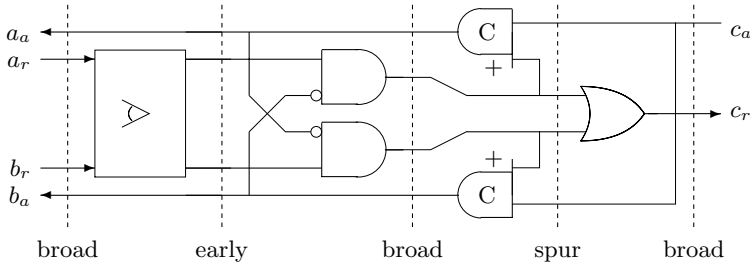 a_a
C
c_a
a_r
+
c_r
b_r
+
b_a
C
broad early broad spur broad